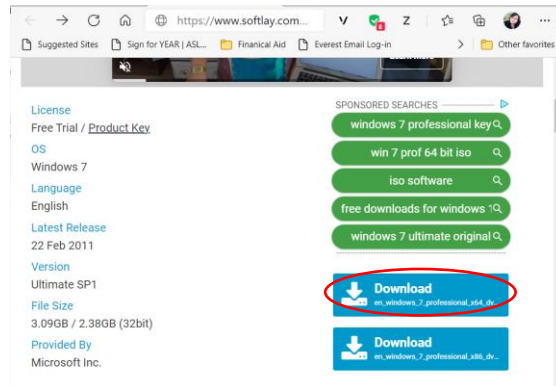 https://www.softlay.com...
Suggested Sites
Sign for YEAR | ASL...
Finanical Aid
Everest Email Log-in
Other favorites
License
Free Trial / Product Key
OS
Windows 7
Language
English
Latest Release
22 Feb 2011
Version
Ultimate SP1
File Size
3.09GB / 2.38GB (32bit)
Provided By
Microsoft Inc.
SPONSORED SEARCHES
windows 7 professional key
win 7 prof 64 bit iso
iso software
free downloads for windows 1
windows 7 ultimate original
Download
en_windows_7_professional_x64_dv...
Download
en_windows_7_professional_x86_dv...